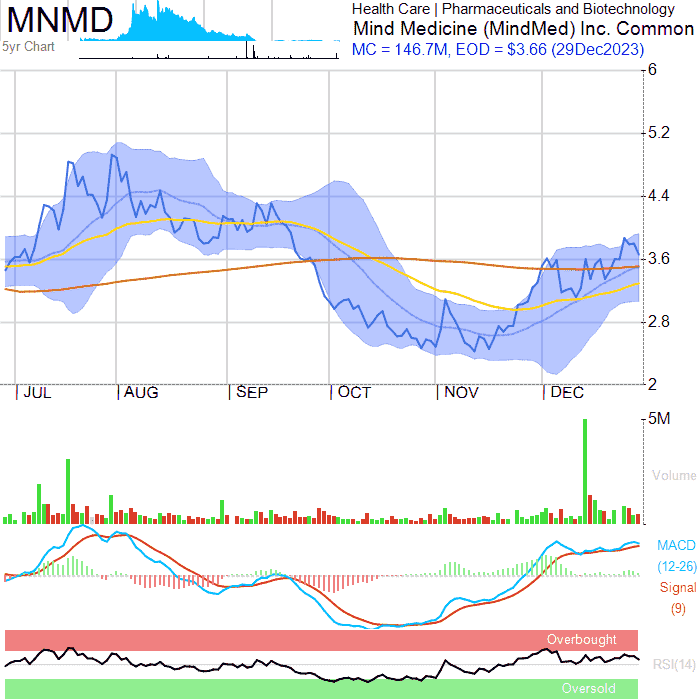 MNMD
Health Care | Pharmaceuticals and Biotechnology
Mind Medicine (MindMed) Inc. Common
MC = 146.7M, EOD = $3.66 (29Dec2023)
5yr Chart
6
5.2
4.4
3.6
2.8
2
JUL AUG SEP OCT NOV DEC
5M
Volume
MACD
(12-26)
Signal
(9)
Overbought
RSI(14)
Oversold